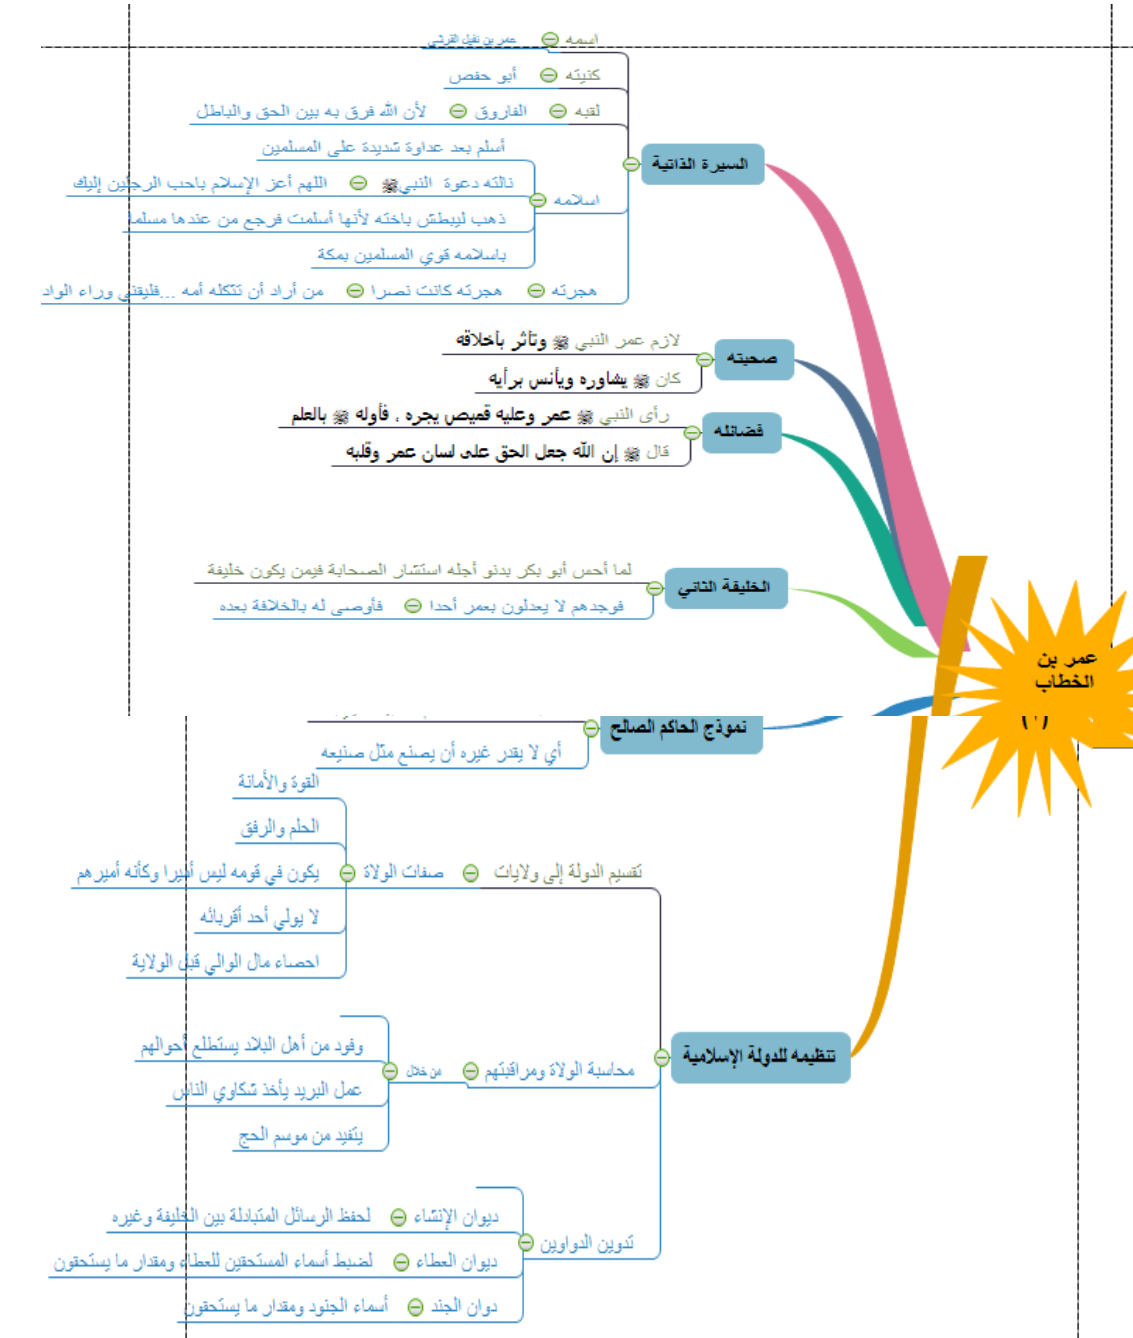 عمر بن
الخطاب
(١)
السيرة الذاتية
اسمه
عمر بن نفيل القرشي
كنيته
أبو حفص
لقبه
الفاروق
لأن الله فرق به بين الحق والباطل
اسلامه
أسلم بعد عداوة شديدة على المسلمين
نالته دعوة النبي ﷺ
اللهم أعز الإسلام باحب الرجلين إليك
ذهب ليبطش باخته لأنها أسلمت فرجع من عندها مسلما
باسلامه قوي المسلمين بمكة
هجرته
هجرته كانت نصرا
من أراد أن تثكله أمه ...فليقني وراء الواد
صحبته
لازم عمر النبي ﷺ وتأثر بأخلاقه
كان ﷺ يشاوره ويأنس برأيه
فضائله
رأى النبي ﷺ عمر وعليه قميص يجره ، فأوله ﷺ بالعلم
قال ﷺ إن الله جعل الحق على لسان عمر وقلبه
الخليفة الثاني
لما أحس أبو بكر بدنو أجله استشار الصحابة فيمن يكون خليفة
فوجدهم لا يعدلون بعمر أحدا
فأوصى له بالخلافة بعده
نموذج الحاكم الصالح
أي لا يقدر غيره أن يصنع مثل صنيعه
تنظيمه للدولة الإسلامية
تقسيم الدولة إلى ولايات
صفات الولاة
القوة والأمانة
الحلم والرفق
يكون في قومه ليس أميرا وكأنه أميرهم
لا يولي أحد أقربائه
احصاء مال الوالي قبل الولاية
محاسبة الولاة ومراقبتهم
من خلال
وفود من أهل البلاد يستطلع أحوالهم
عمل البريد يأخذ شكاوي الناس
يتفيد من موسم الحج
تدوين الدواوين
ديوان الإنشاء
لحفظ الرسائل المتبادلة بين الخليفة وغيره
ديوان العطاء
لضبط أسماء المستحقين للعطاء ومقدار ما يستحقون
دوان الجند
أسماء الجنود ومقدار ما يستحقون